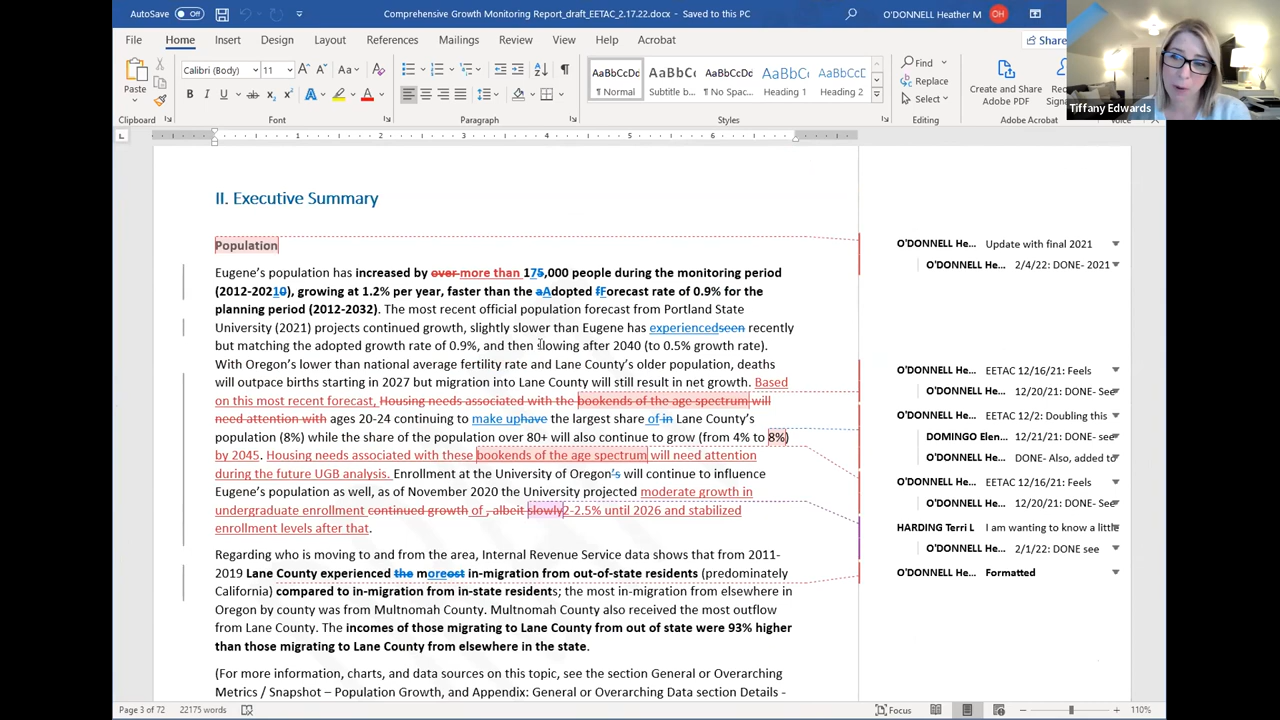 AutoSave Off Comprehensive Growth Monitoring Report_draft_EETAC_2.17.22.docx - Saved to this PC O'DONNELL Heather M OH
File Home Insert Design Layout References Mailings Review View Help Acrobat Share
Paste Calibri (Body) 11 A A Aa A AaBbCcDd AaBbCc AaBbCcDd AaBbCcI AaBbCcD Find Create and Share
B I U ab x2 x2 A A ¶ Normal Subtitle b... ¶ No Spac... Heading 1 Heading 2 Replace Adobe PDF
Select
Clipboard Font Paragraph Styles Editing Adobe Acrobat Voice
Tiffany Edwards
1 2 3 4 5 6
II. Executive Summary
Population
Eugene's population has increased by over more than 175,000 people during the monitoring period
(2012-20210), growing at 1.2% per year, faster than the aAdopted fForecast rate of 0.9% for the
planning period (2012-2032). The most recent official population forecast from Portland State
University (2021) projects continued growth, slightly slower than Eugene has experiencedseen recently
but matching the adopted growth rate of 0.9%, and then slowing after 2040 (to 0.5% growth rate).
With Oregon's lower than national average fertility rate and Lane County's older population, deaths
will outpace births starting in 2027 but migration into Lane County will still result in net growth. Based
on this most recent forecast, Housing needs associated with the bookends of the age spectrum will
need attention with ages 20-24 continuing to make uphave the largest share of in Lane County's
population (8%) while the share of the population over 80+ will also continue to grow (from 4% to 8%)
by 2045. Housing needs associated with these bookends of the age spectrum will need attention
during the future UGB analysis. Enrollment at the University of Oregon's will continue to influence
Eugene's population as well, as of November 2020 the University projected moderate growth in
undergraduate enrollment continued growth of , albeit slowly2-2.5% until 2026 and stabilized
enrollment levels after that.
Regarding who is moving to and from the area, Internal Revenue Service data shows that from 2011-
2019 Lane County experienced the moreost in-migration from out-of-state residents (predominately
California) compared to in-migration from in-state residents; the most in-migration from elsewhere in
Oregon by county was from Multnomah County. Multnomah County also received the most outflow
from Lane County. The incomes of those migrating to Lane County from out of state were 93% higher
than those migrating to Lane County from elsewhere in the state.
(For more information, charts, and data sources on this topic, see the section General or Overarching
Metrics / Snapshot – Population Growth, and Appendix: General or Overarching Data section Details -
O'DONNELL He... Update with final 2021
O'DONNELL He... 2/4/22: DONE- 2021
O'DONNELL He... EETAC 12/16/21: Feels
O'DONNELL He... 12/20/21: DONE- See
O'DONNELL He... EETAC 12/2: Doubling this
DOMINGO Elen... 12/21/21: DONE- see
O'DONNELL He... DONE- Also, added to
O'DONNELL He... EETAC 12/16/21: Feels
O'DONNELL He... 12/20/21: DONE- See
HARDING Terri L I am wanting to know a little
O'DONNELL He... 2/1/22: DONE see
O'DONNELL He... Formatted
Page 3 of 72 22175 words Focus 110%